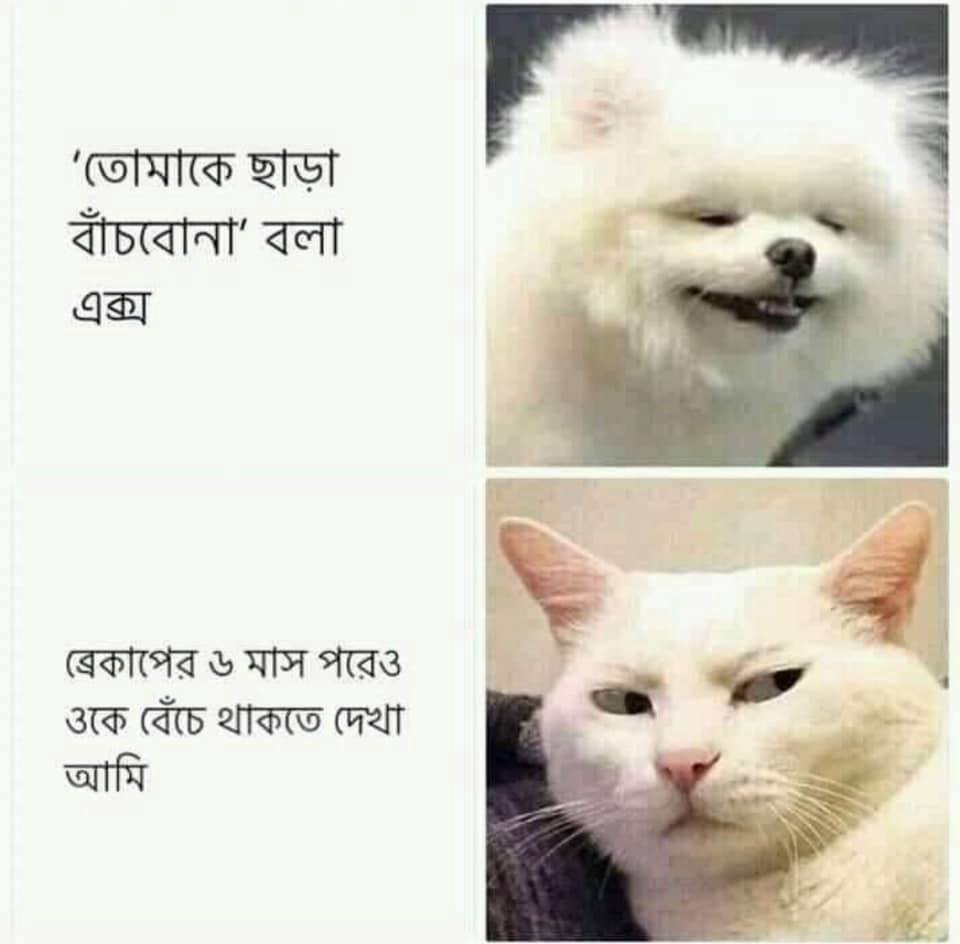 ‘তোমাকে ছাড়া
বাঁচবোনা’ বলা
এক্স
ব্রেকাপের ৬ মাস পরেও
ওকে বেঁচে থাকতে দেখা
আমি